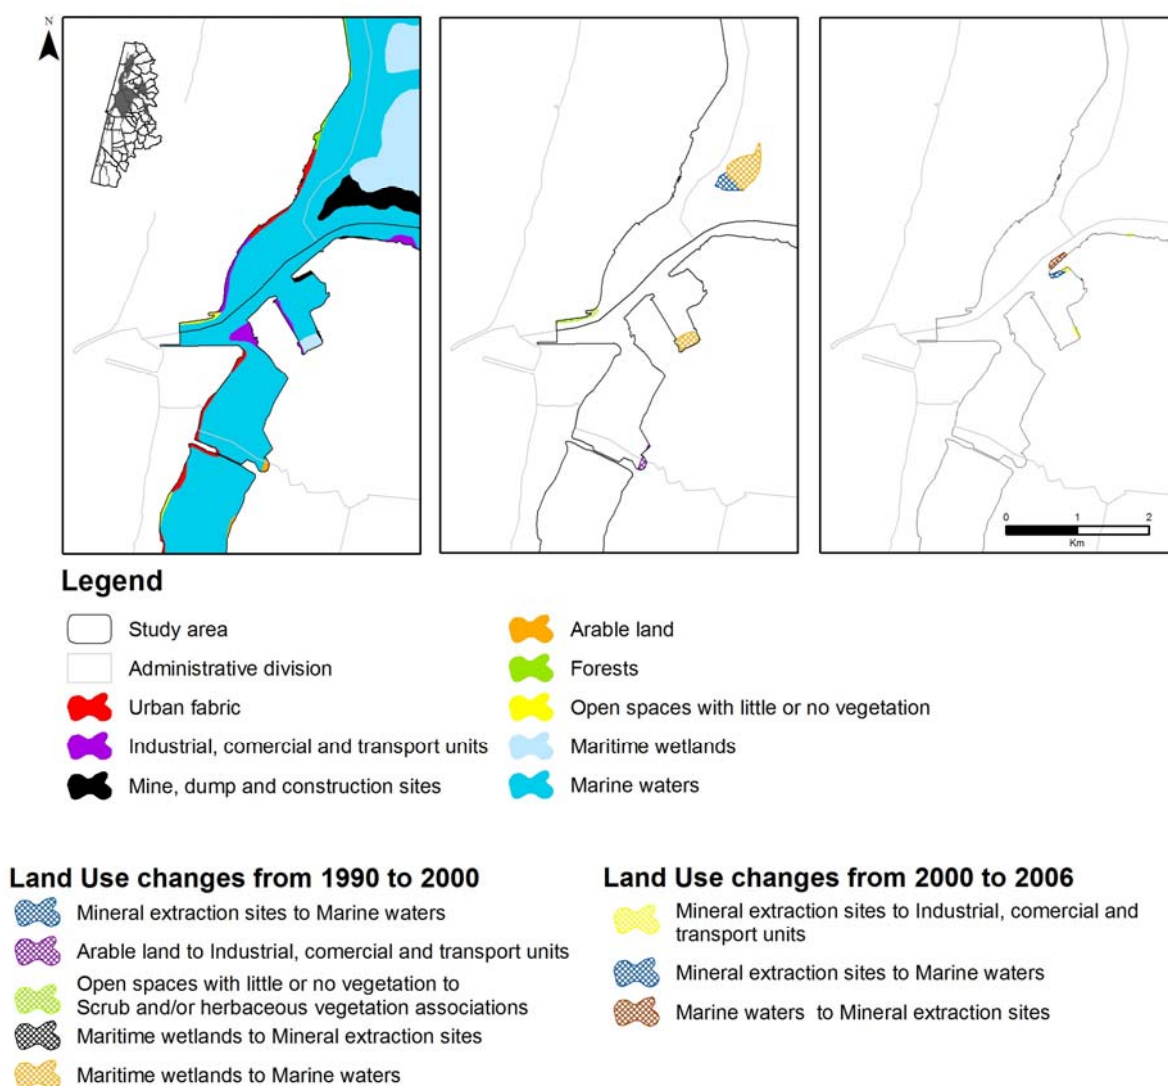 N
0 1 2
Km
Legend
Study area
Administrative division
Urban fabric
Industrial, comercial and transport units
Mine, dump and construction sites
Arable land
Forests
Open spaces with little or no vegetation
Maritime wetlands
Marine waters
Land Use changes from 1990 to 2000
Mineral extraction sites to Marine waters
Arable land to Industrial, comercial and transport units
Open spaces with little or no vegetation to
Scrub and/or herbaceous vegetation associations
Maritime wetlands to Mineral extraction sites
Maritime wetlands to Marine waters
Land Use changes from 2000 to 2006
Mineral extraction sites to Industrial, comercial and
transport units
Mineral extraction sites to Marine waters
Marine waters to Mineral extraction sites